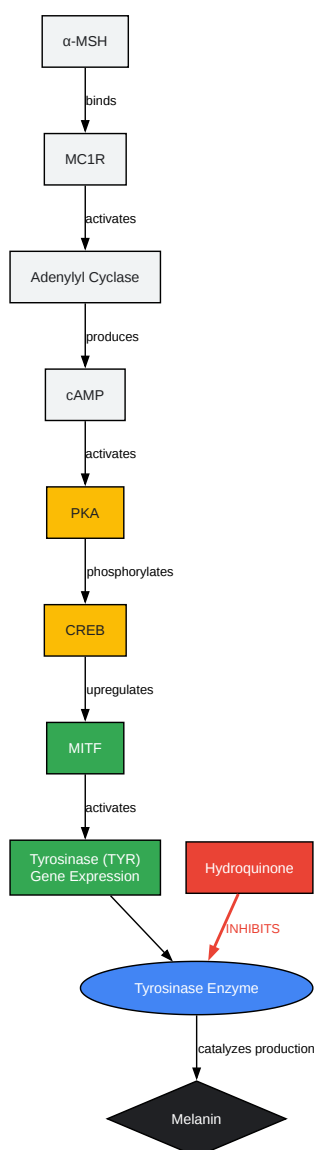 α-MSH
binds
MC1R
activates
Adenylyl Cyclase
produces
cAMP
activates
PKA
phosphorylates
CREB
upregulates
MITF
activates
Tyrosinase (TYR)
Gene Expression
Hydroquinone
INHIBITS
Tyrosinase Enzyme
catalyzes production
Melanin